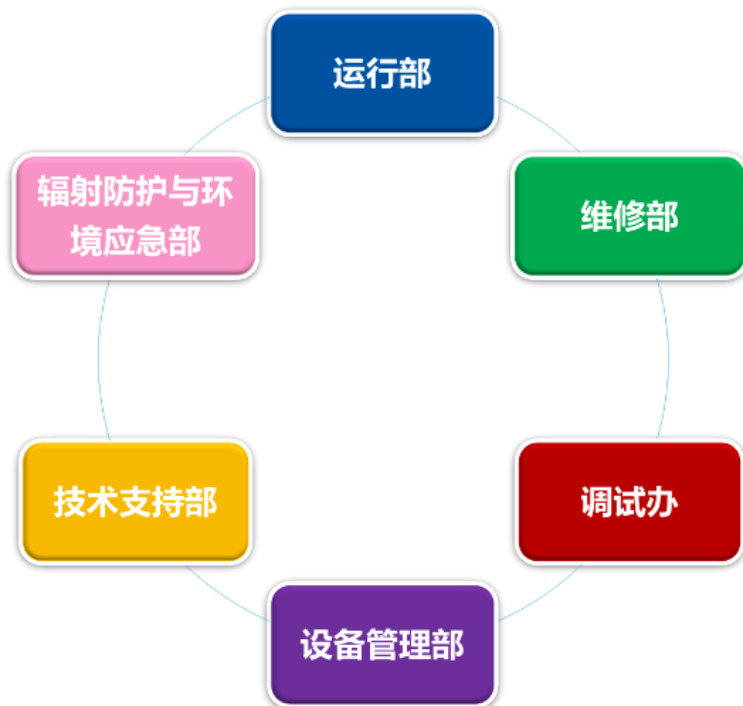 运行部
辐射防护与环
境应急部
维修部
技术支持部
调试办
设备管理部